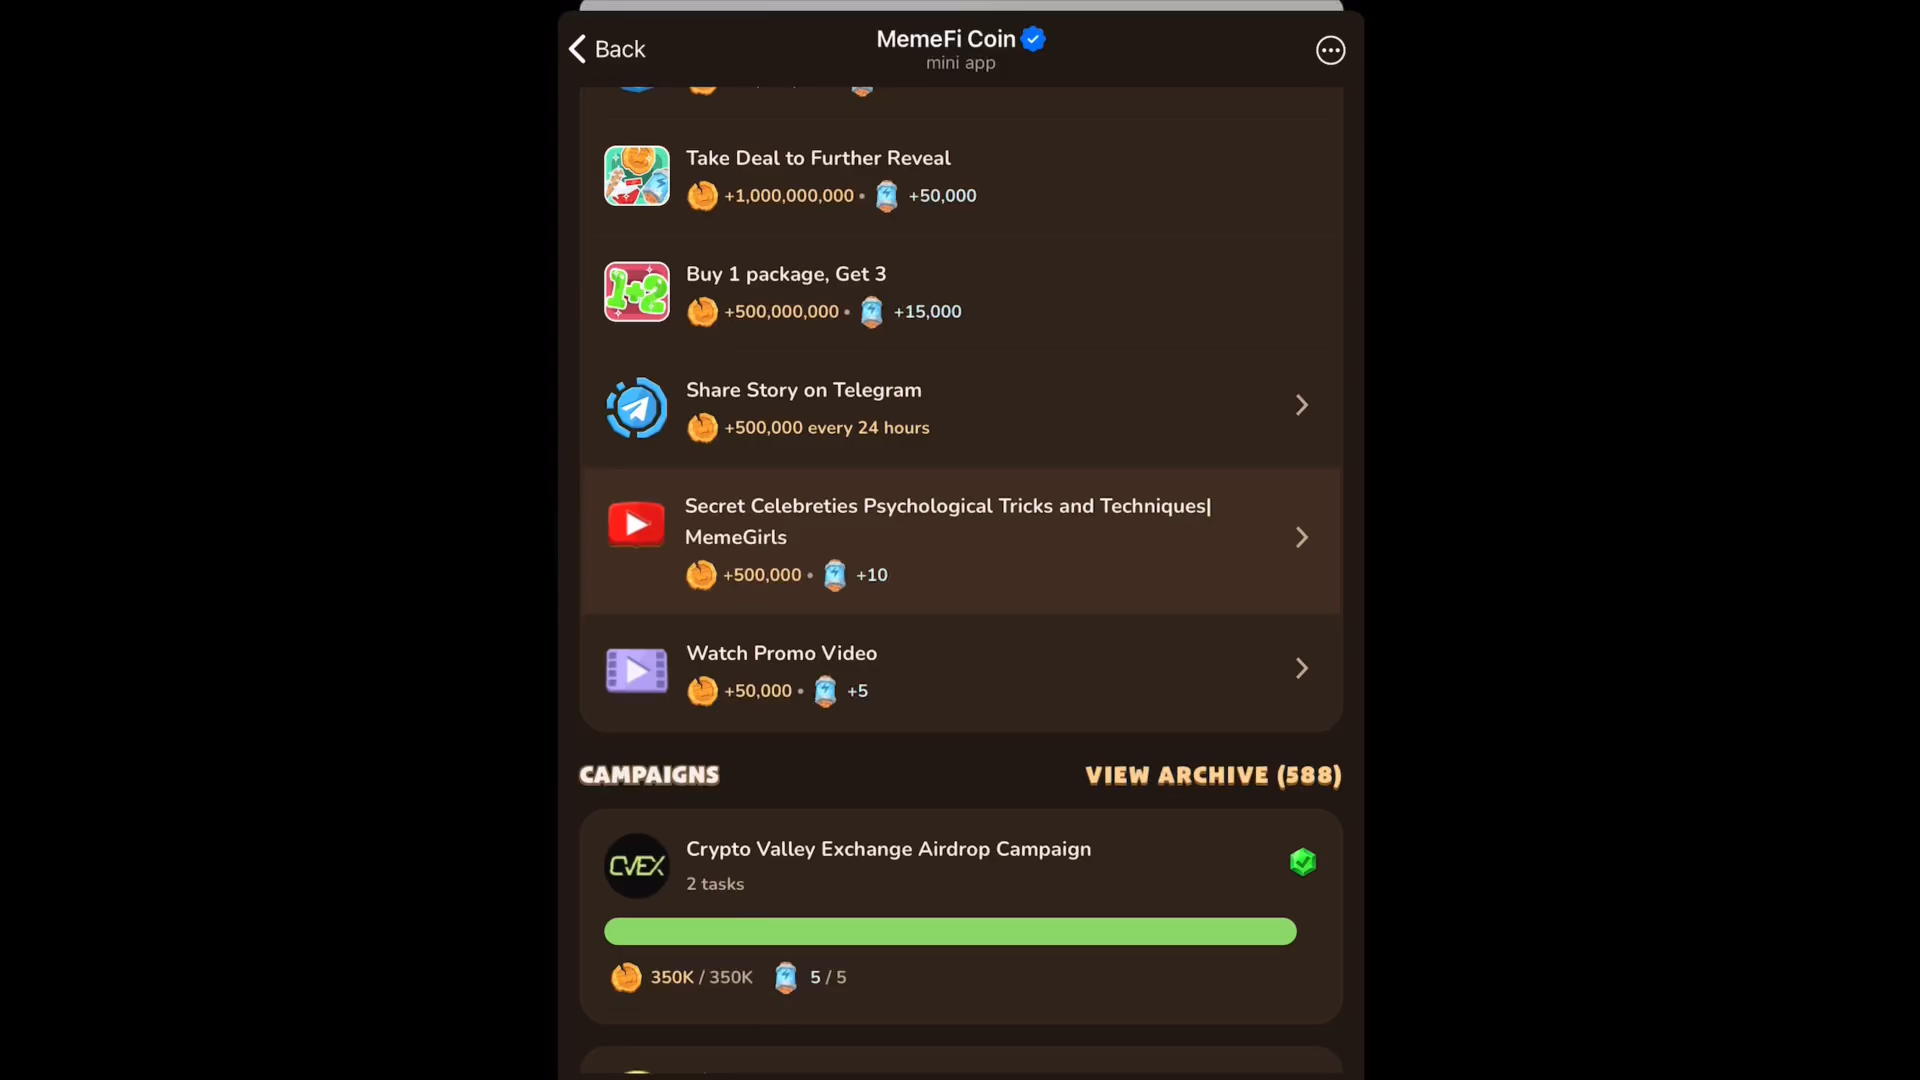 Back
MemeFi Coin
mini app
Take Deal to Further Reveal
+1,000,000,000 • +50,000
1+2
Buy 1 package, Get 3
+500,000,000 • +15,000
Share Story on Telegram
+500,000 every 24 hours
Secret Celebreties Psychological Tricks and Techniques|
MemeGirls
+500,000 • +10
Watch Promo Video
+50,000 • +5
CAMPAIGNS
VIEW ARCHIVE (588)
CVEX
Crypto Valley Exchange Airdrop Campaign
2 tasks
350K / 350K 5 / 5